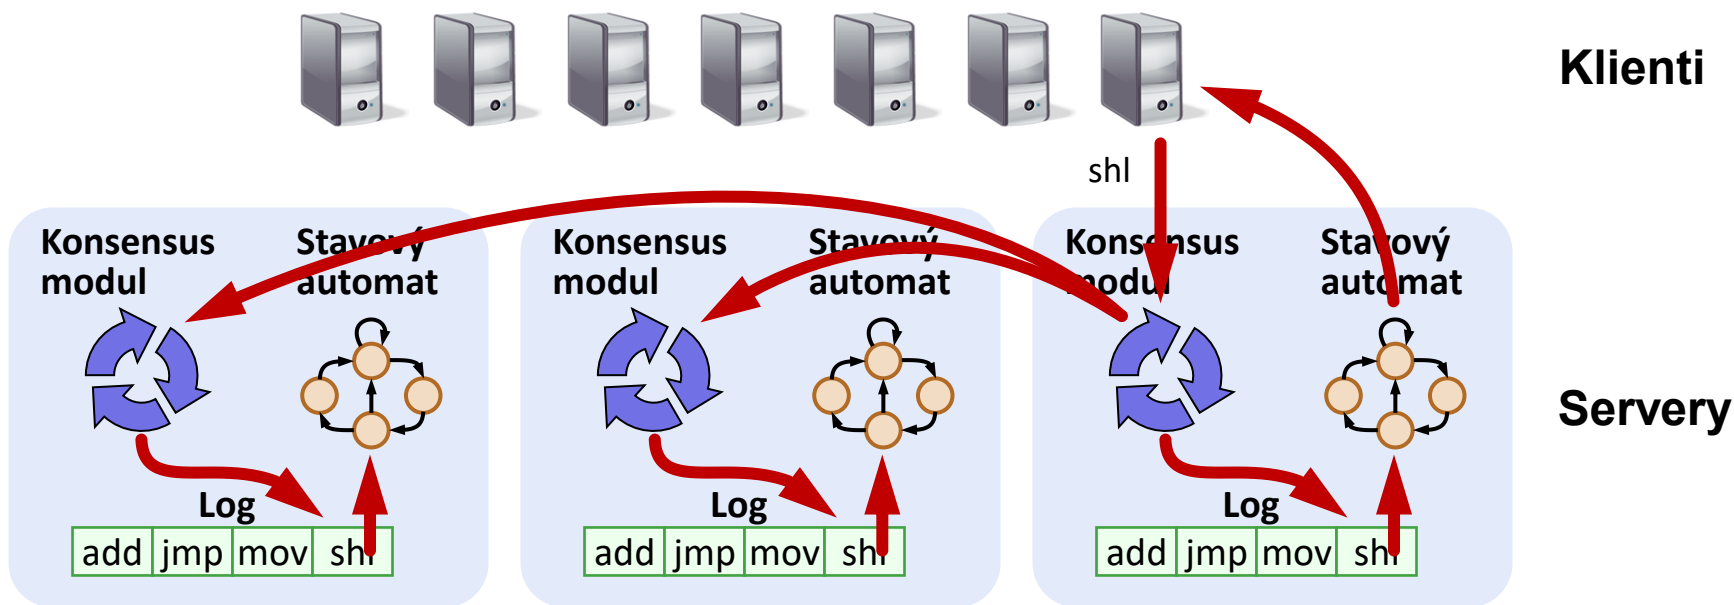 Klienti
shl
Konsensus
modul
Stavový
automat
Konsensus
modul
Stavový
automat
Konsensus
modul
Stavový
automat
Servery
Log
add jmp mov shl
Log
add jmp mov shl
Log
add jmp mov shl